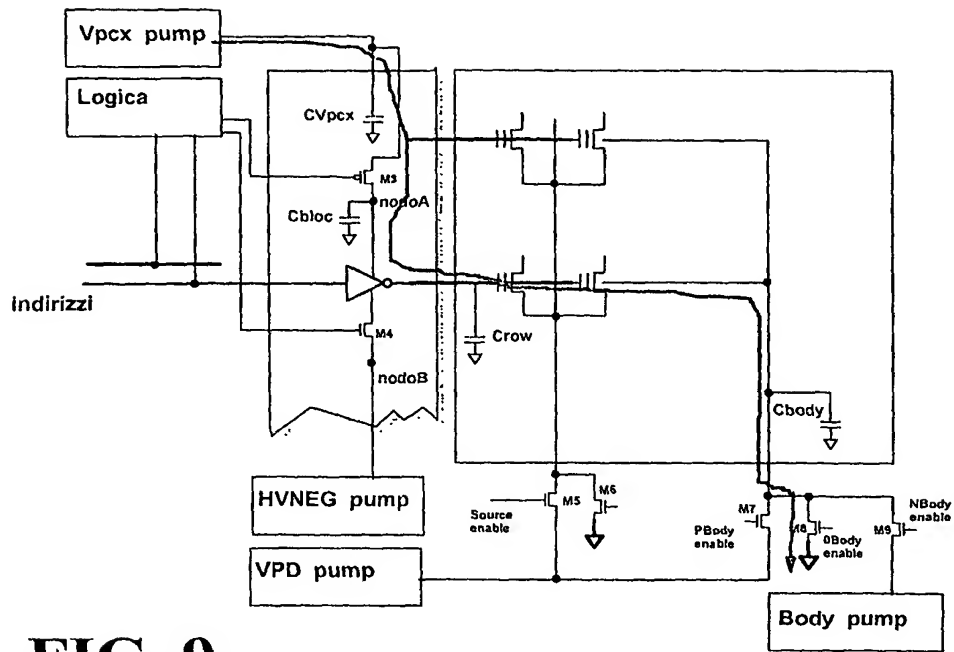 Vpcx pump
Logica
CVpcx
M3
nodoA
Cbloc
indirizzi
M4
nodoB
Crow
Cbody
HVNEG pump
VPD pump
Source
enable
M5
M6
M7
PBody
enable
M8
0Body
enable
M9
NBody
enable
Body pump
FIG. 9